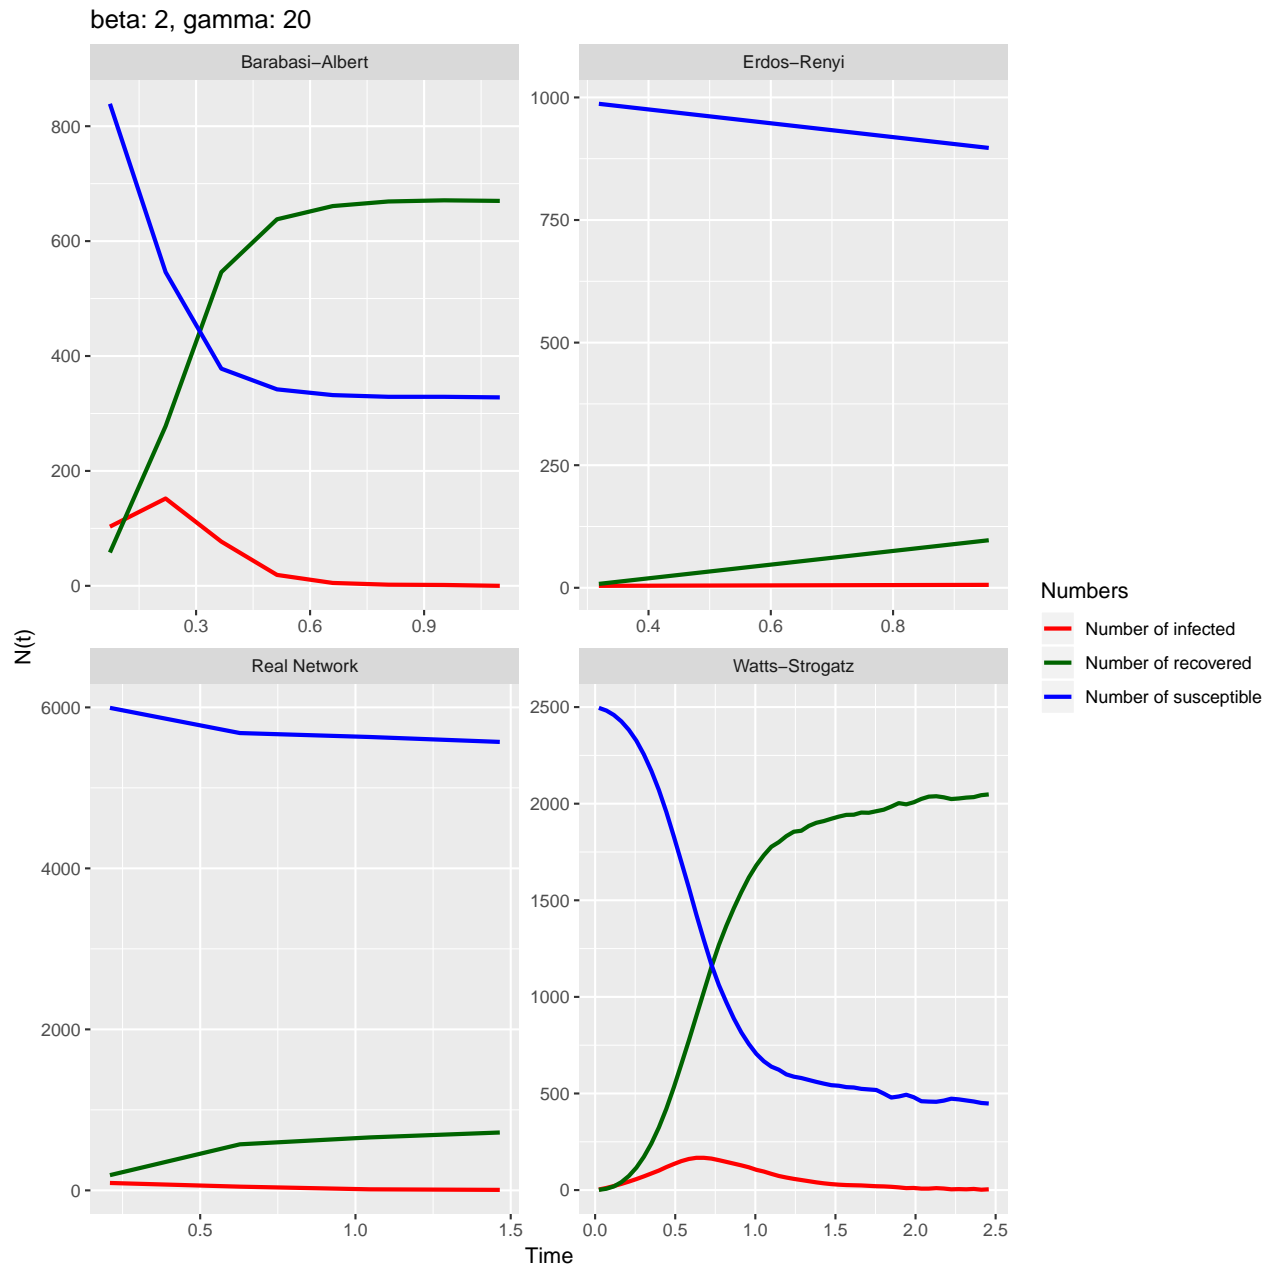 beta: 2, gamma: 20
Barabasi−Albert
Erdos−Renyi
800
600
400
200
0
0.3 0.6 0.9
1000
750
500
250
0
0.4 0.6 0.8
N(t)
Real Network
Watts−Strogatz
6000
4000
2000
0
0.5 1.0 1.5
2500
2000
1500
1000
500
0
0.0 0.5 1.0 1.5 2.0 2.5
Time
Numbers
Number of infected
Number of recovered
Number of susceptible